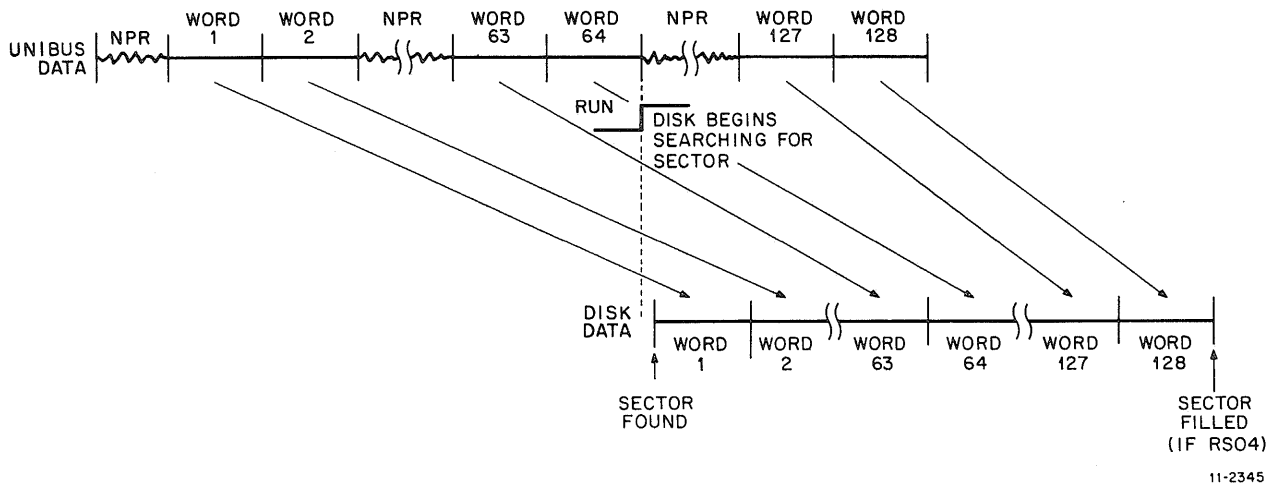 UNIBUS DATA
NPR
WORD 1
WORD 2
NPR
WORD 63
WORD 64
NPR
WORD 127
WORD 128
RUN
DISK BEGINS
SEARCHING FOR
SECTOR
DISK DATA
WORD 1
WORD 2
WORD 63
WORD 64
WORD 127
WORD 128
SECTOR
FOUND
SECTOR
FILLED
(IF RS04)
11-2345